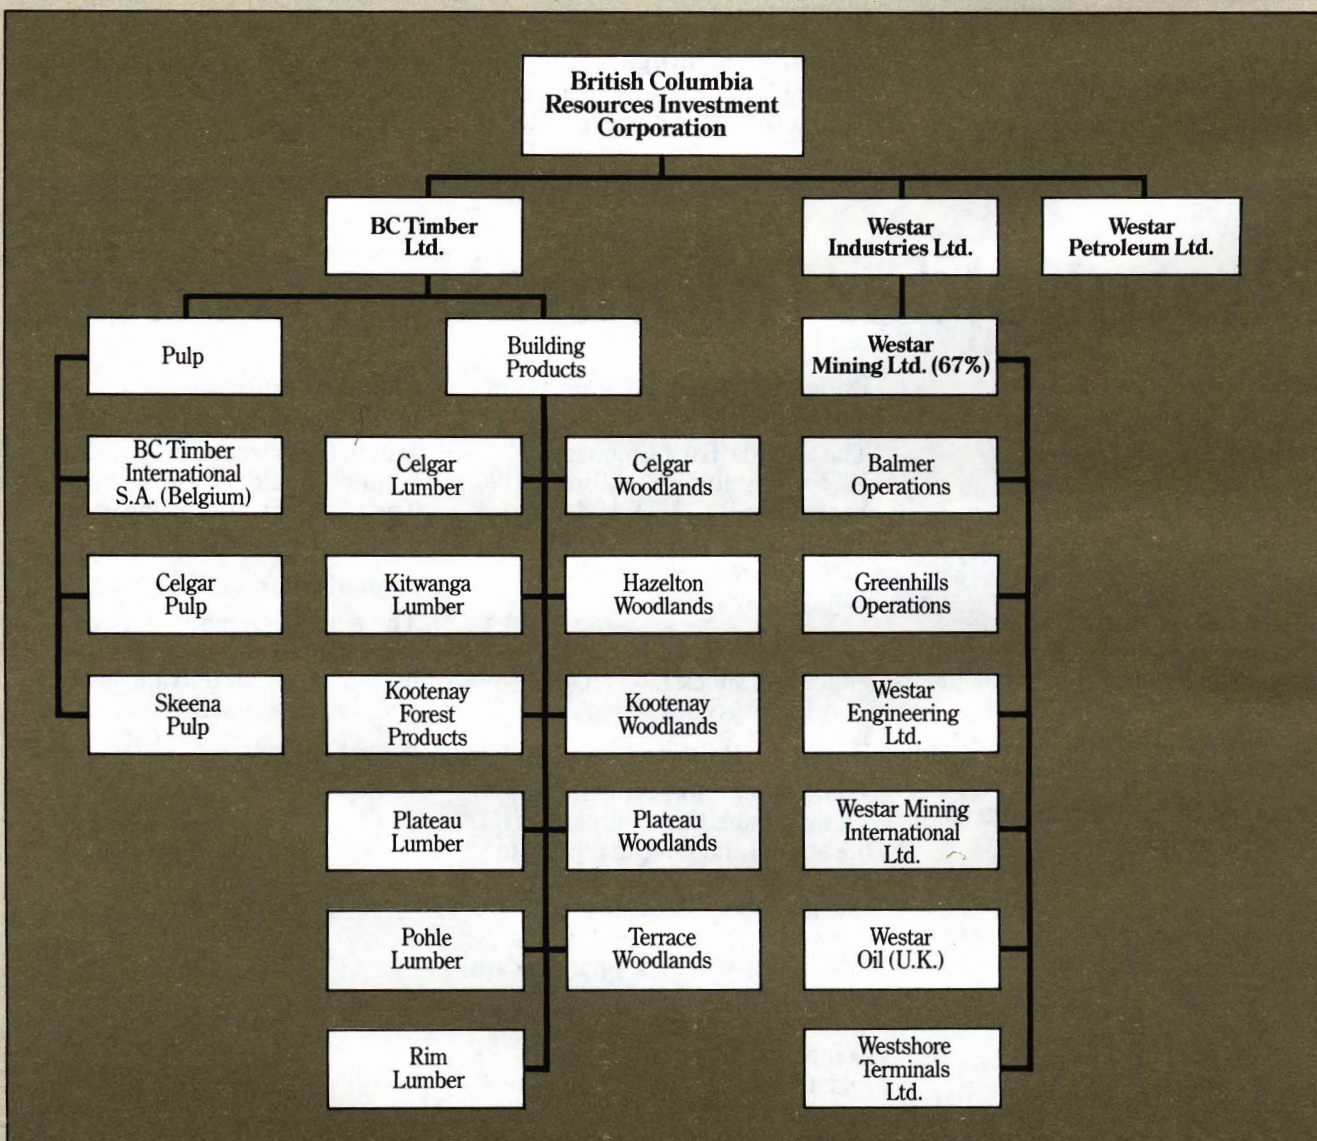 British Columbia
Resources Investment
Corporation
BC Timber
Ltd.
Westar
Industries Ltd.
Westar
Petroleum Ltd.
Pulp
Building
Products
Westar
Mining Ltd. (67%)
BC Timber
International
S.A. (Belgium)
Celgar
Lumber
Celgar
Woodlands
Balmer
Operations
Celgar
Pulp
Kitwanga
Lumber
Hazelton
Woodlands
Greenhills
Operations
Skeena
Pulp
Kootenay
Forest
Products
Kootenay
Woodlands
Westar
Engineering
Ltd.
Plateau
Lumber
Plateau
Woodlands
Westar Mining
International
Ltd.
Pohle
Lumber
Terrace
Woodlands
Westar
Oil (U.K.)
Rim
Lumber
Westshore
Terminals
Ltd.